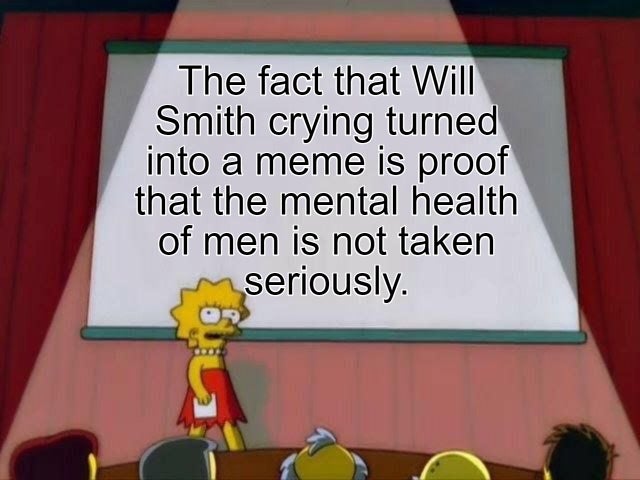 The fact that Will
Smith crying turned
into a meme is proof
that the mental health
of men is not taken
seriously.